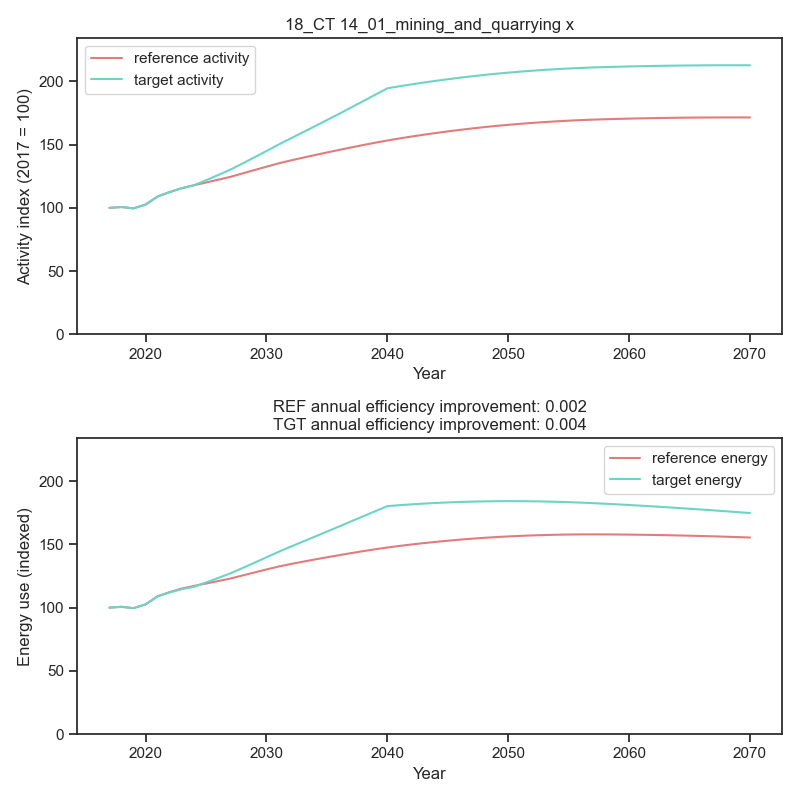 18_CT 14_01_mining_and_quarrying x
reference activity
target activity
Activity index (2017 = 100)
200
150
100
50
0
2020 2030 2040 2050 2060 2070
Year
REF annual efficiency improvement: 0.002
TGT annual efficiency improvement: 0.004
reference energy
target energy
Energy use (indexed)
200
150
100
50
0
2020 2030 2040 2050 2060 2070
Year